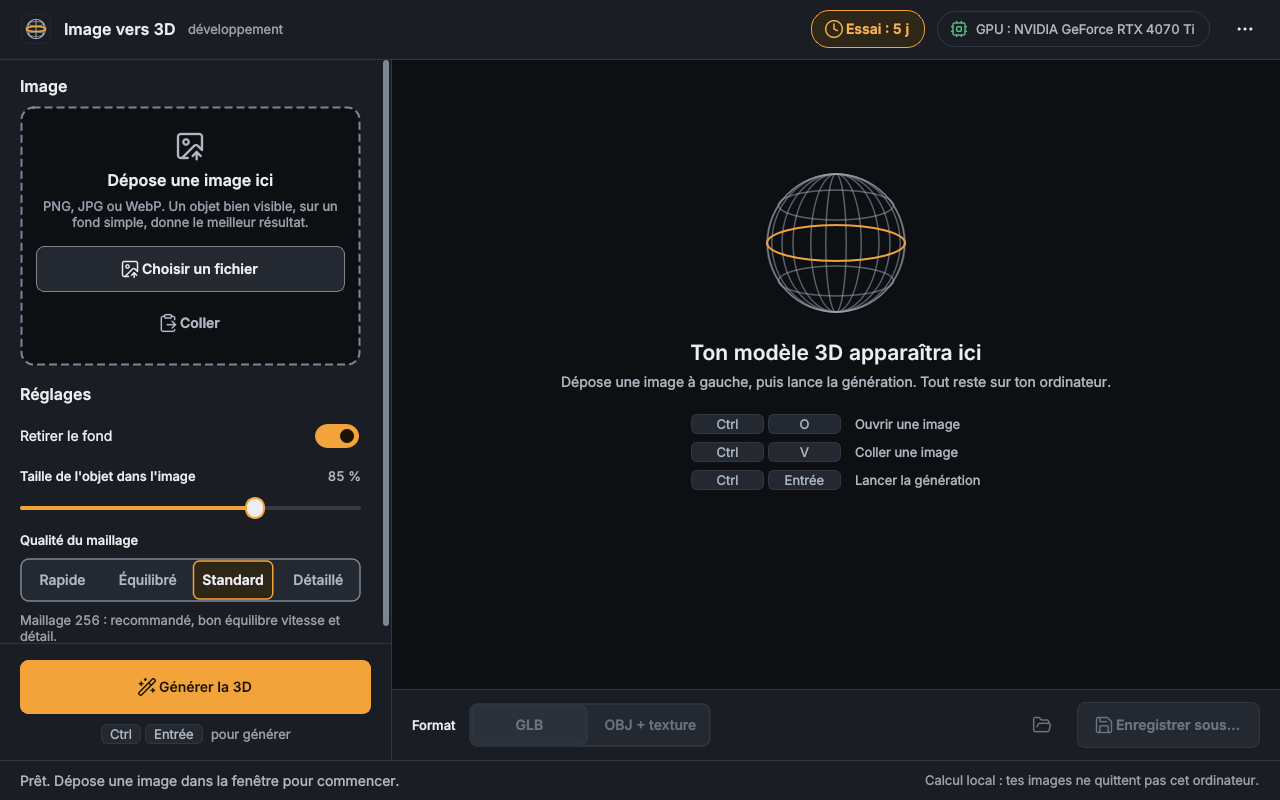 Image vers 3D développement
Essai : 5 j
GPU : NVIDIA GeForce RTX 4070 Ti
Image
Dépose une image ici
PNG, JPG ou WebP. Un objet bien visible, sur un
fond simple, donne le meilleur résultat.
Choisir un fichier
Coller
Réglages
Retirer le fond
Taille de l'objet dans l'image 85 %
Qualité du maillage
Rapide Équilibré Standard Détaillé
Maillage 256 : recommandé, bon équilibre vitesse et
détail.
Générer la 3D
Ctrl Entrée pour générer
Ton modèle 3D apparaîtra ici
Dépose une image à gauche, puis lance la génération. Tout reste sur ton ordinateur.
Ctrl O Ouvrir une image
Ctrl V Coller une image
Ctrl Entrée Lancer la génération
Format GLB OBJ + texture
Enregistrer sous...
Prêt. Dépose une image dans la fenêtre pour commencer.
Calcul local : tes images ne quittent pas cet ordinateur.